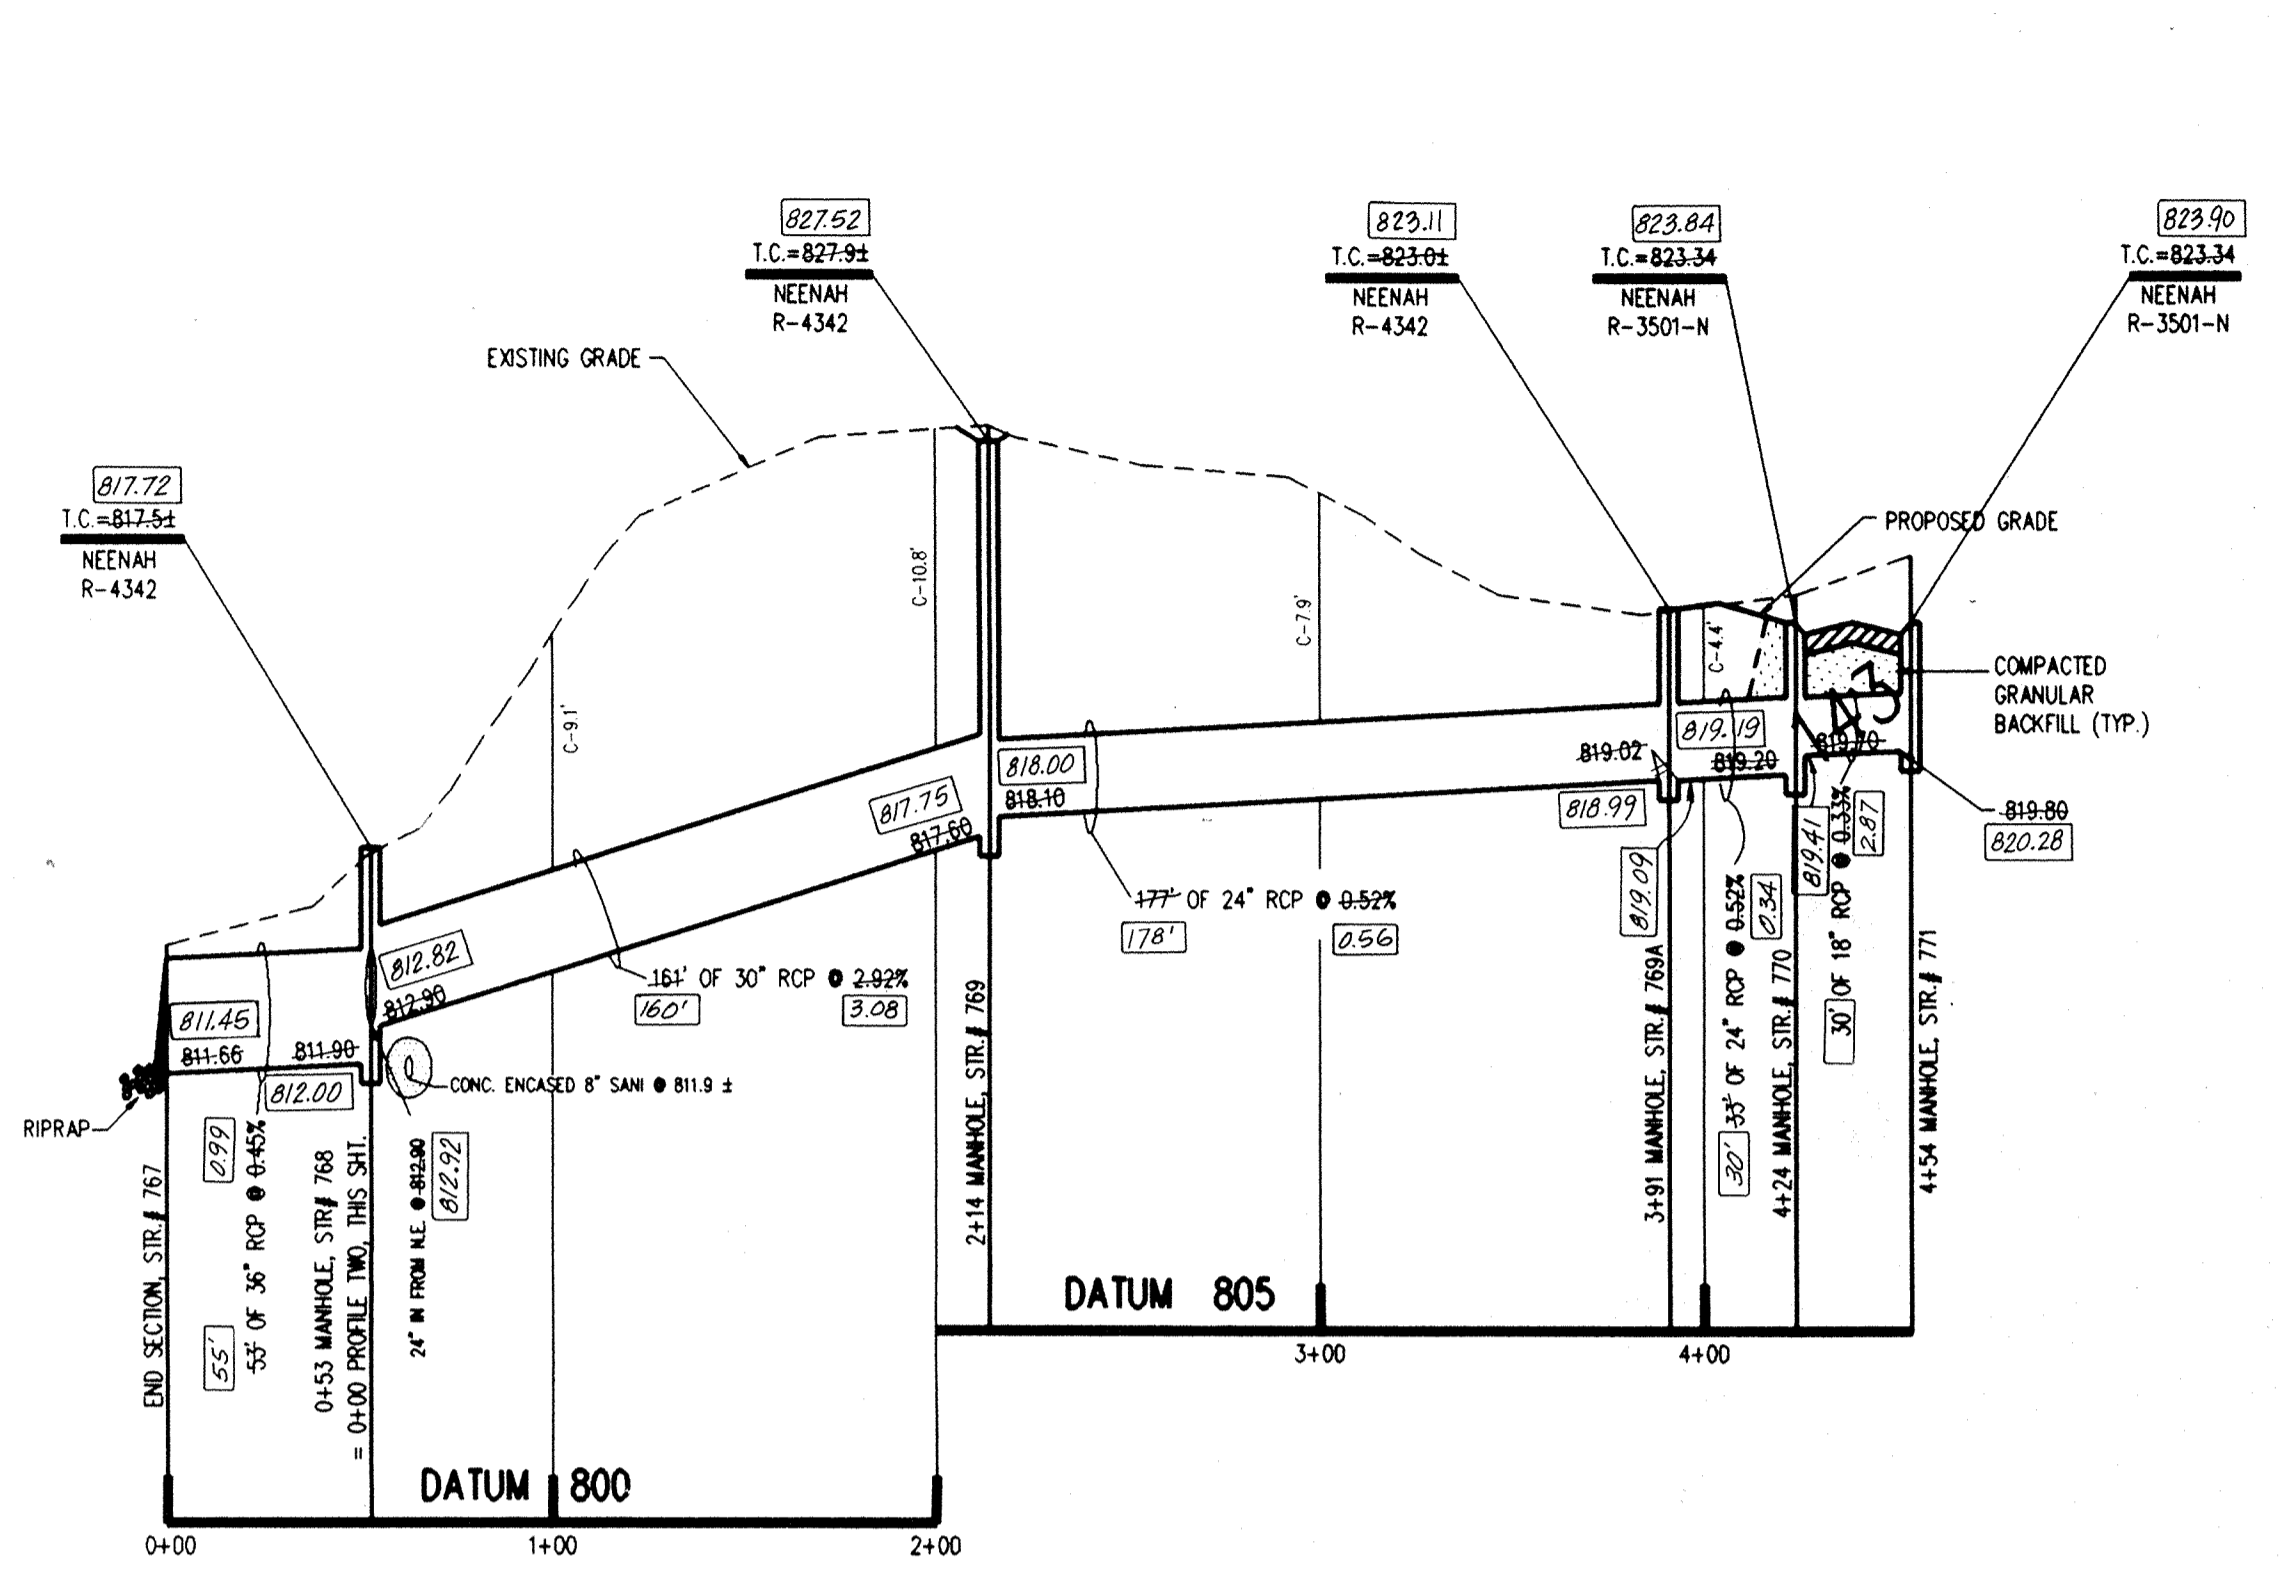 827.52
T.C.=827.9±
NEENAH
R-4342
823.11
T.C.=823.0±
NEENAH
R-4342
823.84
T.C.=823.34
NEENAH
R-3501-N
823.90
T.C.=823.34
NEENAH
R-3501-N
EXISTING GRADE
817.72
T.C.=817.5±
NEENAH
R-4342
PROPOSED GRADE
COMPACTED
GRANULAR
BACKFILL (TYP.)
C-9.1'
C-10.8'
C-7.9'
C-4.4'
818.00
818.10
817.75
817.60
819.02
818.99
819.19
819.20
819.70
819.80
820.28
819.09
819.41
812.82
812.90
811.45
811.66
811.90
812.00
RIPRAP
177' OF 24" RCP @ 0.52%
178'
0.56
161' OF 30" RCP @ 2.92%
160'
3.08
CONC. ENCASED 8" SANI @ 811.9 ±
END SECTION, STR.# 767
53' OF 36" RCP @ 0.45%
55'
0.99
0+53 MANHOLE, STR# 768
= 0+00 PROFILE TWO, THIS SHT.
24" IN FROM N.E. @ 812.90
812.92
2+14 MANHOLE, STR.# 769
3+91 MANHOLE, STR.# 769A
33' OF 24" RCP @ 0.52%
30'
0.34
4+24 MANHOLE, STR.# 770
30' OF 18" RCP @ 0.33%
2.87
4+54 MANHOLE, STR.# 771
43
DATUM 805
3+00
4+00
DATUM 800
0+00
1+00
2+00